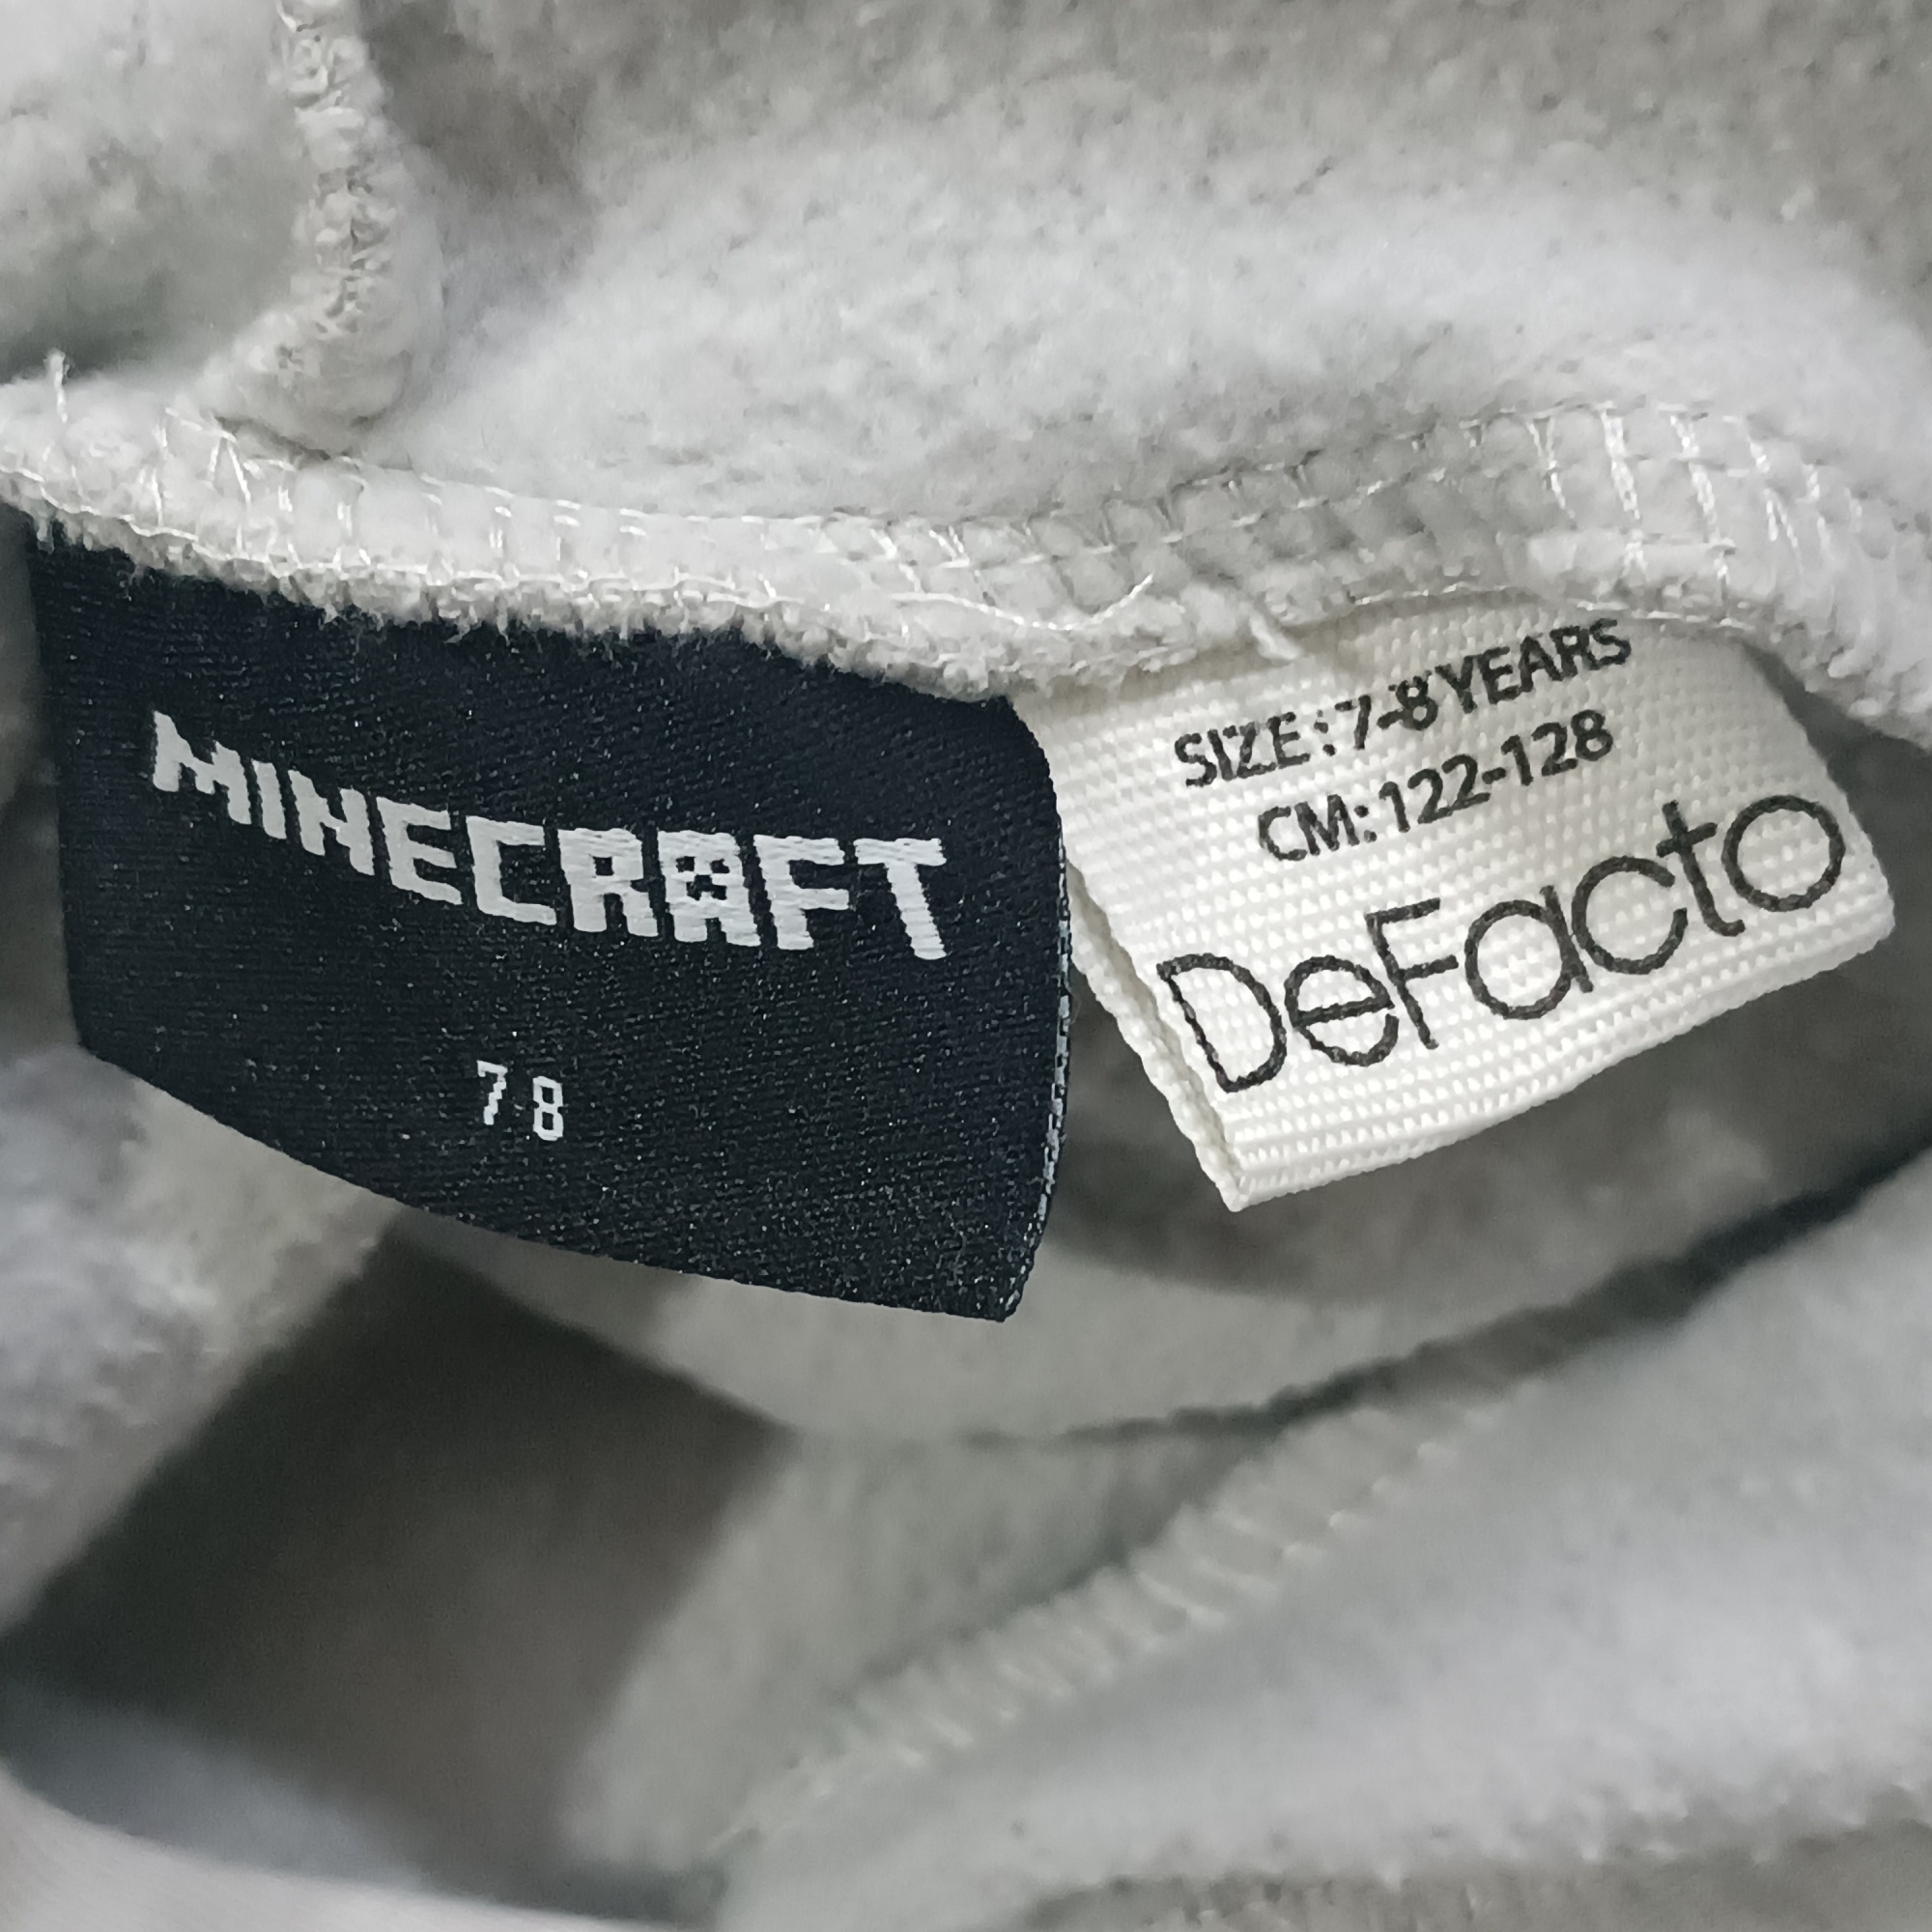 MINECRAFT
7 8
SIZE: 7-8 YEARS
CM: 122-128
DeFacto